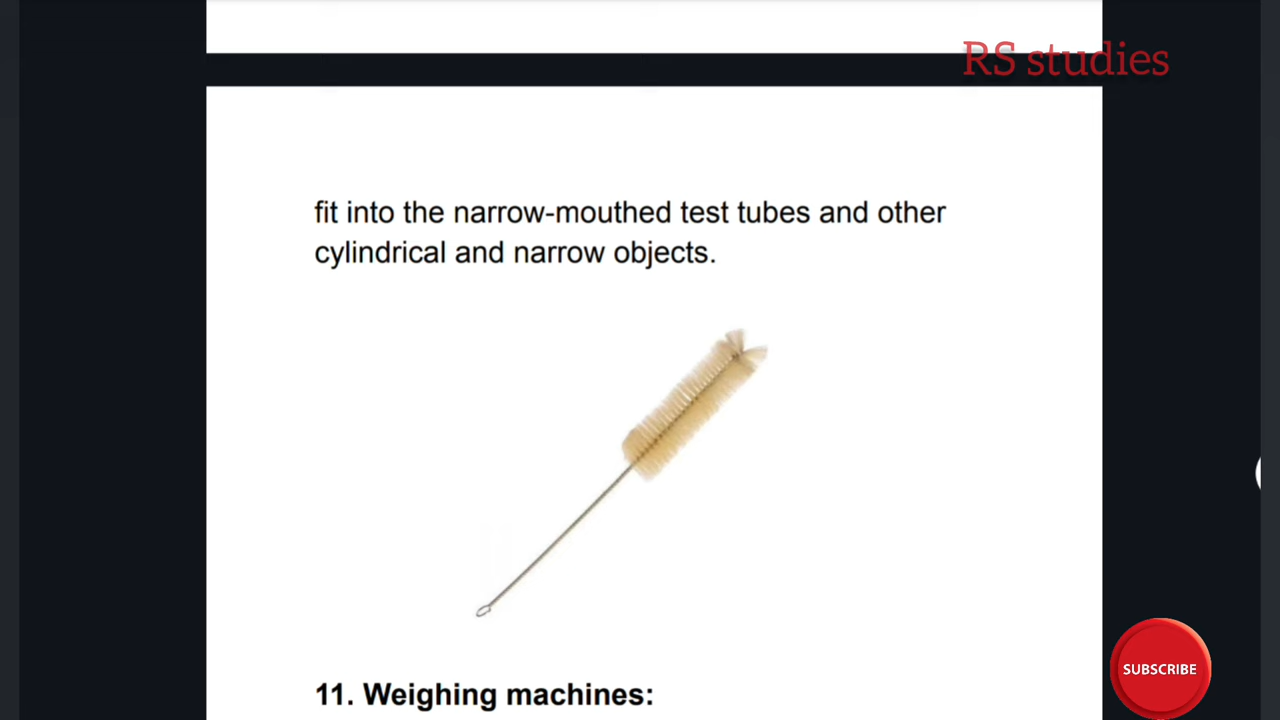 RS studies
fit into the narrow-mouthed test tubes and other
cylindrical and narrow objects.
11. Weighing machines:
SUBSCRIBE